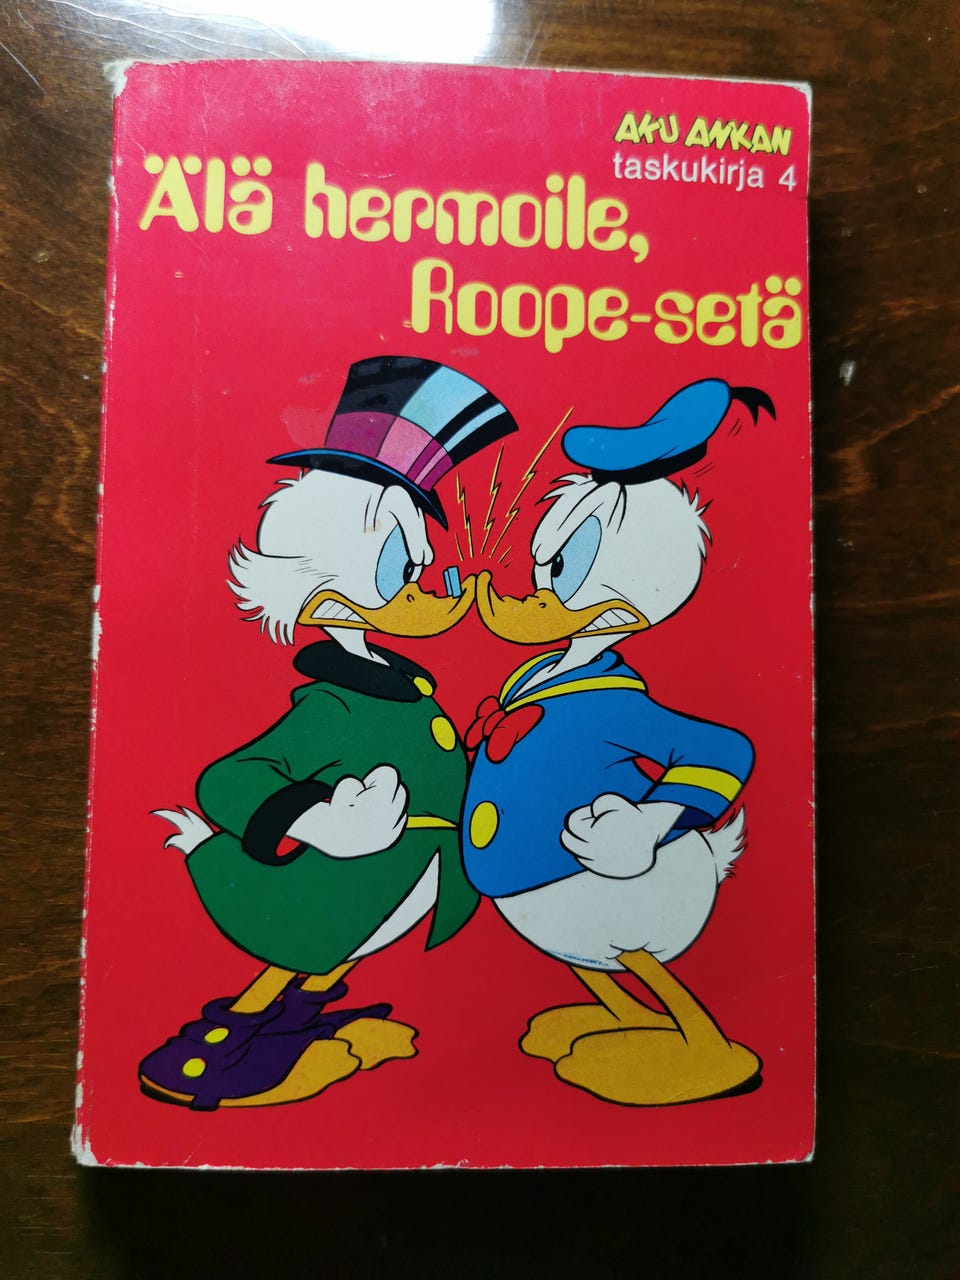 AKU ANKAN
taskukirja 4
Älä hermoile,
Roope-setä